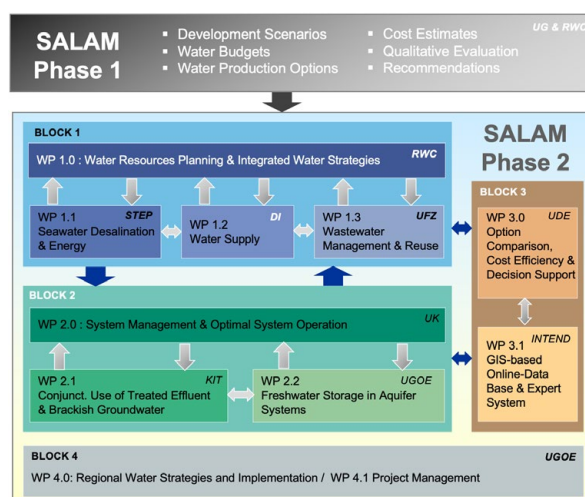 SALAM
Phase 1
▪ Development Scenarios
▪ Water Budgets
▪ Water Production Options
▪ Cost Estimates
▪ Qualitative Evaluation
▪ Recommendations
UG & RWC
SALAM
Phase 2
BLOCK 1
WP 1.0 : Water Resources Planning & Integrated Water Strategies
RWC
WP 1.1
STEP
Seawater Desalination
& Energy
WP 1.2
DI
Water Supply
WP 1.3
UFZ
Wastewater
Management & Reuse
BLOCK 2
WP 2.0 : System Management & Optimal System Operation
UK
WP 2.1
KIT
Conjunct. Use of Treated Effluent
& Brackish Groundwater
WP 2.2
UGOE
Freshwater Storage in Aquifer
Systems
BLOCK 3
WP 3.0
UDE
Option
Comparison,
Cost Efficiency &
Decision Support
WP 3.1
INTEND
GIS-based
Online-Data
Base & Expert
System
BLOCK 4
UGOE
WP 4.0: Regional Water Strategies and Implementation / WP 4.1 Project Management